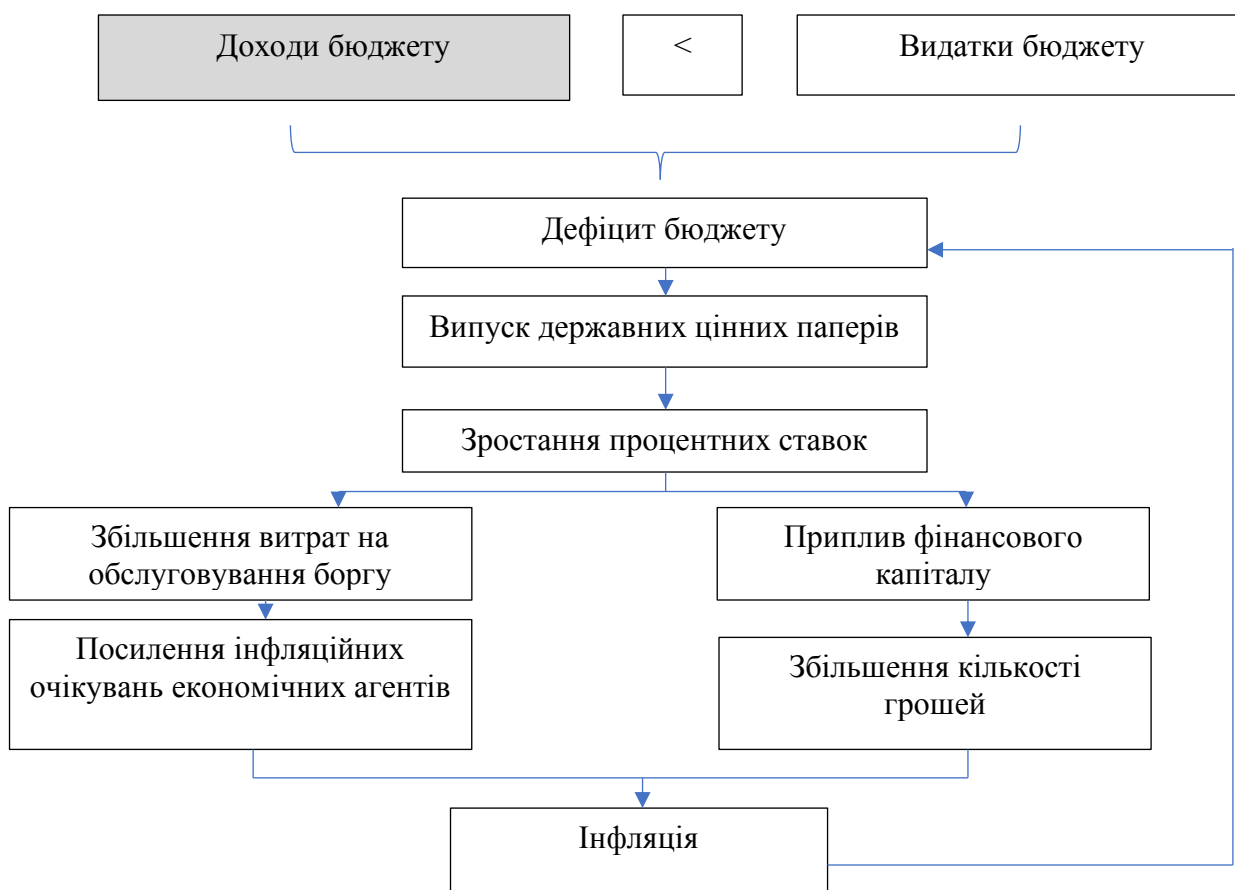 Доходи бюджету
<
Видатки бюджету
Дефіцит бюджету
Випуск державних цінних паперів
Зростання процентних ставок
Збільшення витрат на
обслуговування боргу
Приплив фінансового
капіталу
Посилення інфляційних
очікувань економічних агентів
Збільшення кількості
грошей
Інфляція